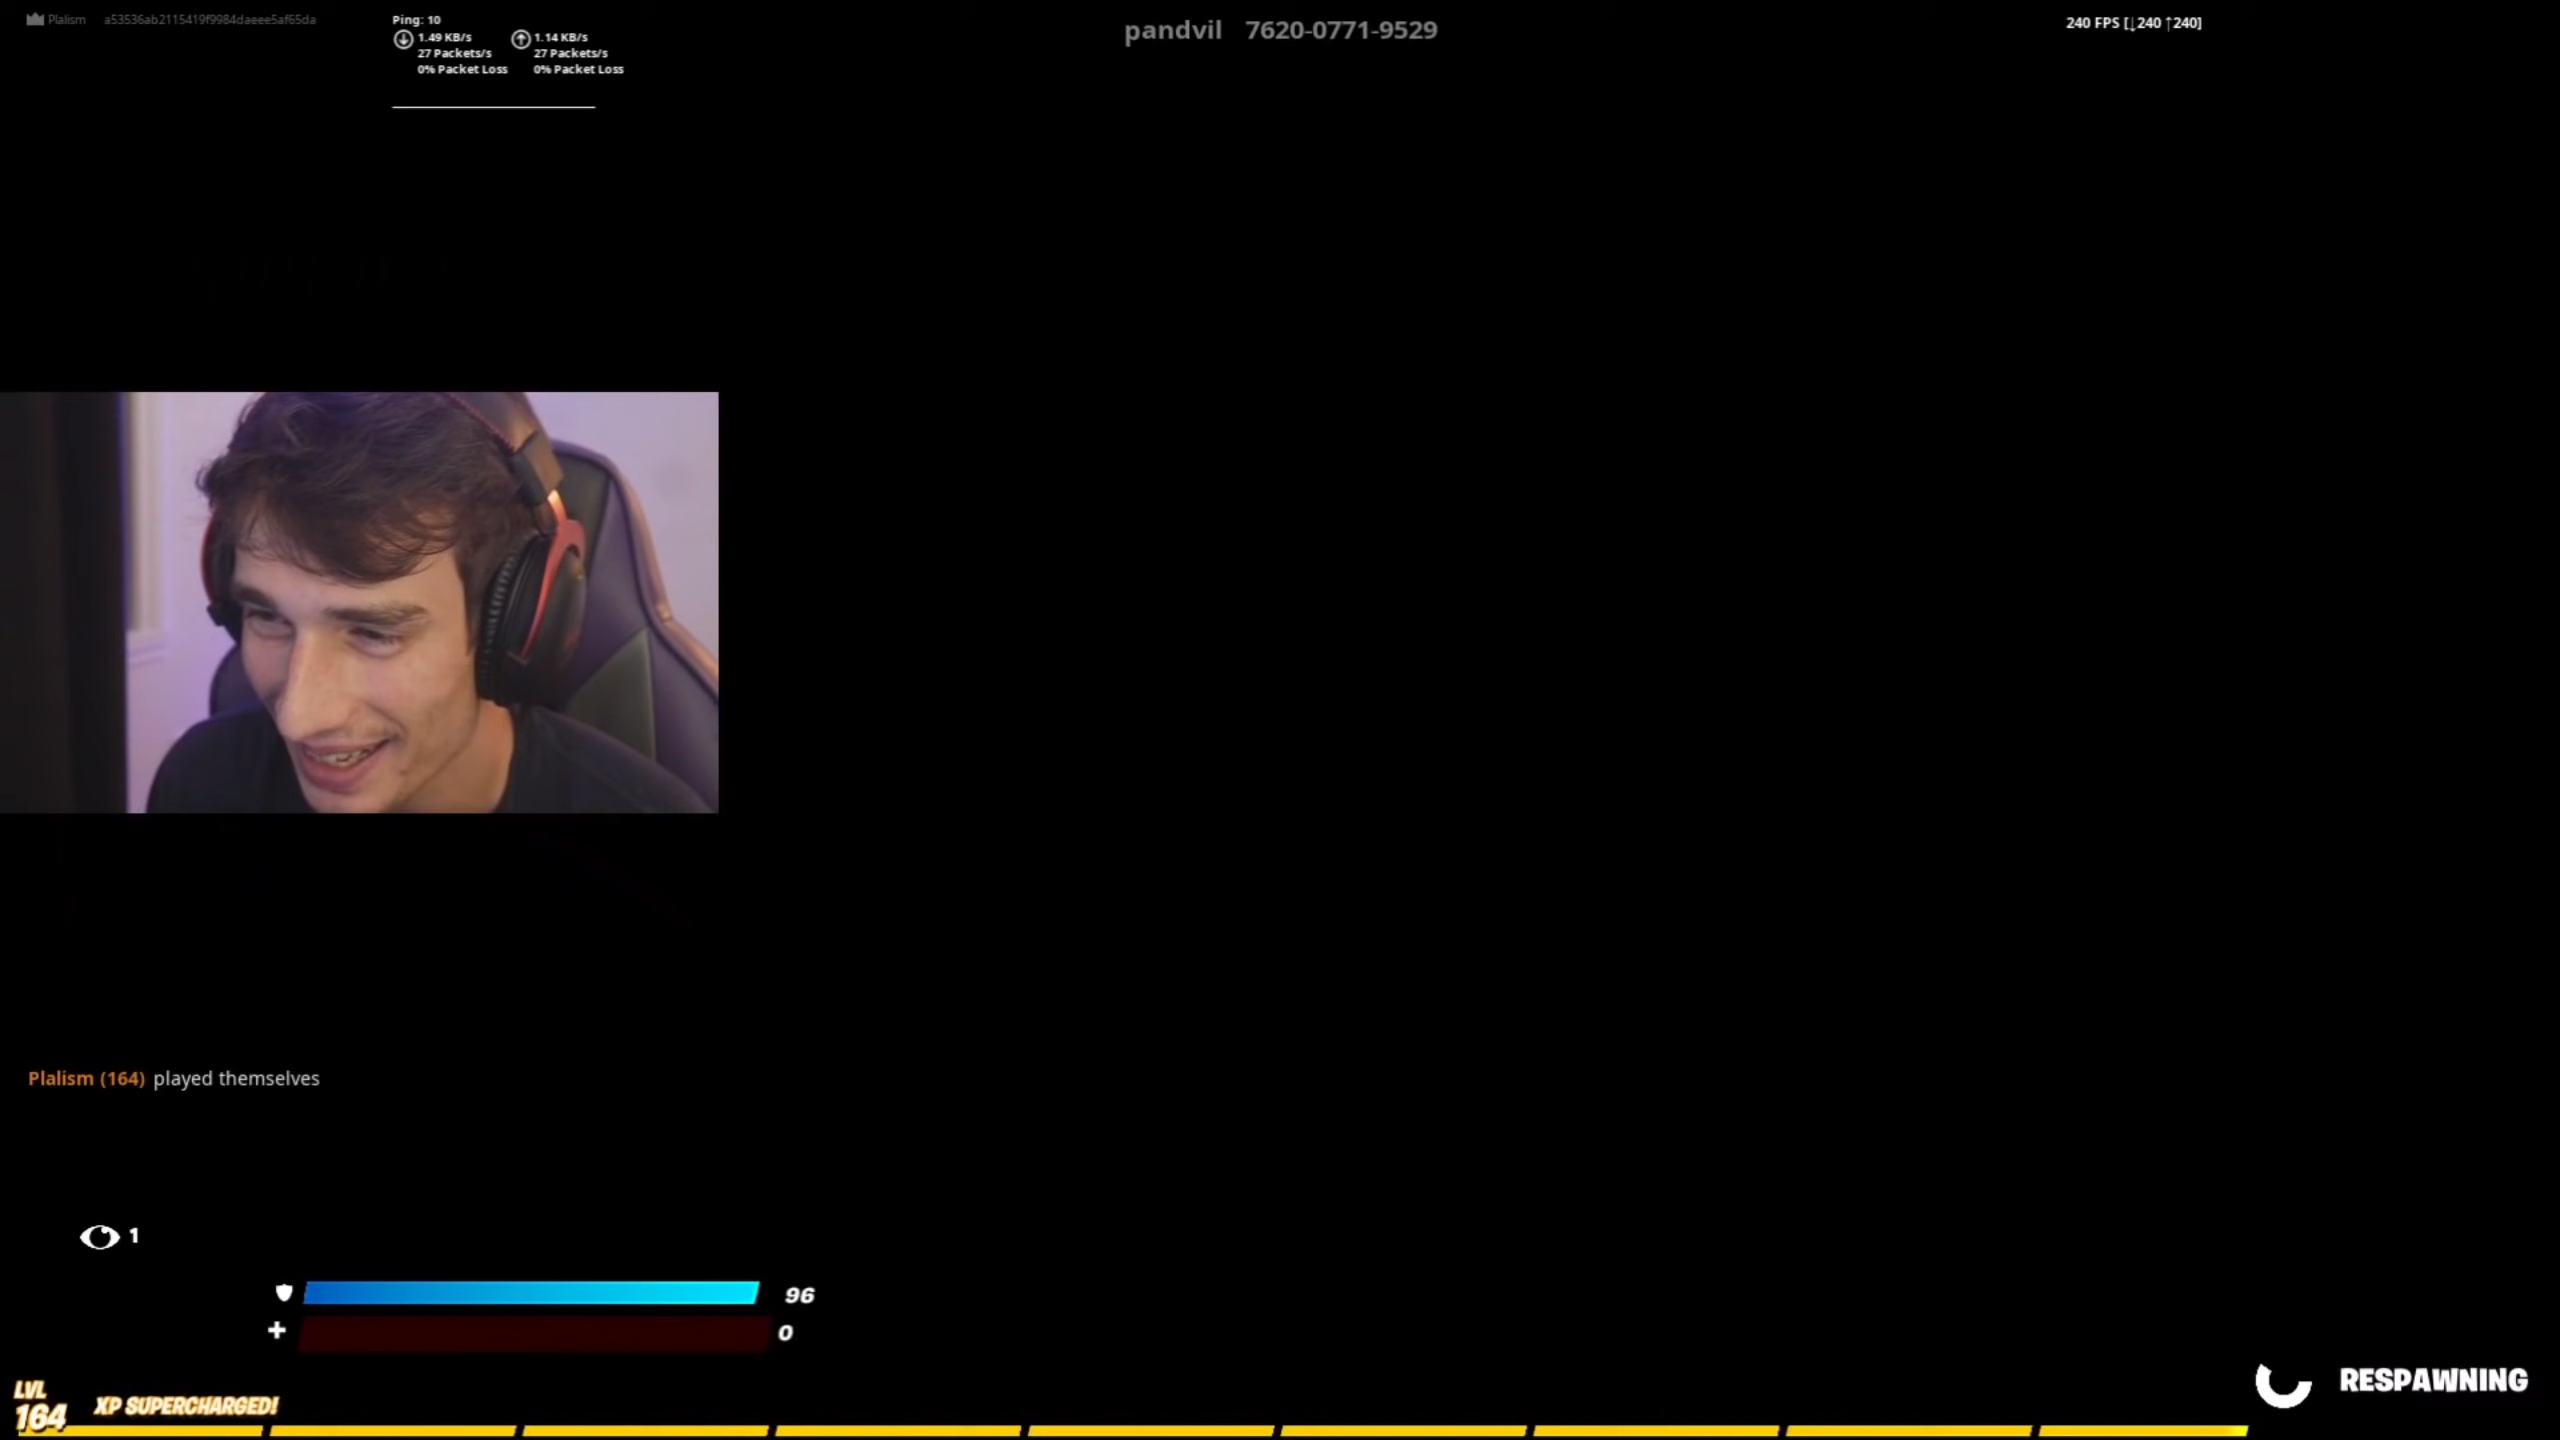 Plalism a53536ab2115419f9984daeee5af65da
Ping: 10
1.49 KB/s 1.14 KB/s
27 Packets/s 27 Packets/s
0% Packet Loss 0% Packet Loss
pandvil 7620-0771-9529
240 FPS [↓240 ↑240]
Plalism (164) played themselves
1
96
0
LVL
164
XP SUPERCHARGED!
RESPAWNING